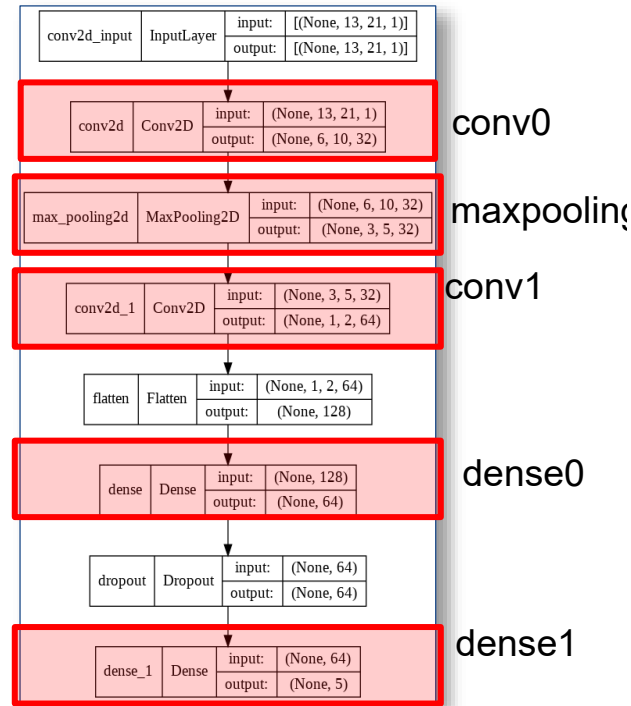 conv2d_input InputLayer input: [(None, 13, 21, 1)]
output: [(None, 13, 21, 1)]
conv2d Conv2D input: (None, 13, 21, 1)
output: (None, 6, 10, 32)
conv0
max_pooling2d MaxPooling2D input: (None, 6, 10, 32)
output: (None, 3, 5, 32)
maxpooling
conv2d_1 Conv2D input: (None, 3, 5, 32)
output: (None, 1, 2, 64)
conv1
flatten Flatten input: (None, 1, 2, 64)
output: (None, 128)
dense Dense input: (None, 128)
output: (None, 64)
dense0
dropout Dropout input: (None, 64)
output: (None, 64)
dense_1 Dense input: (None, 64)
output: (None, 5)
dense1